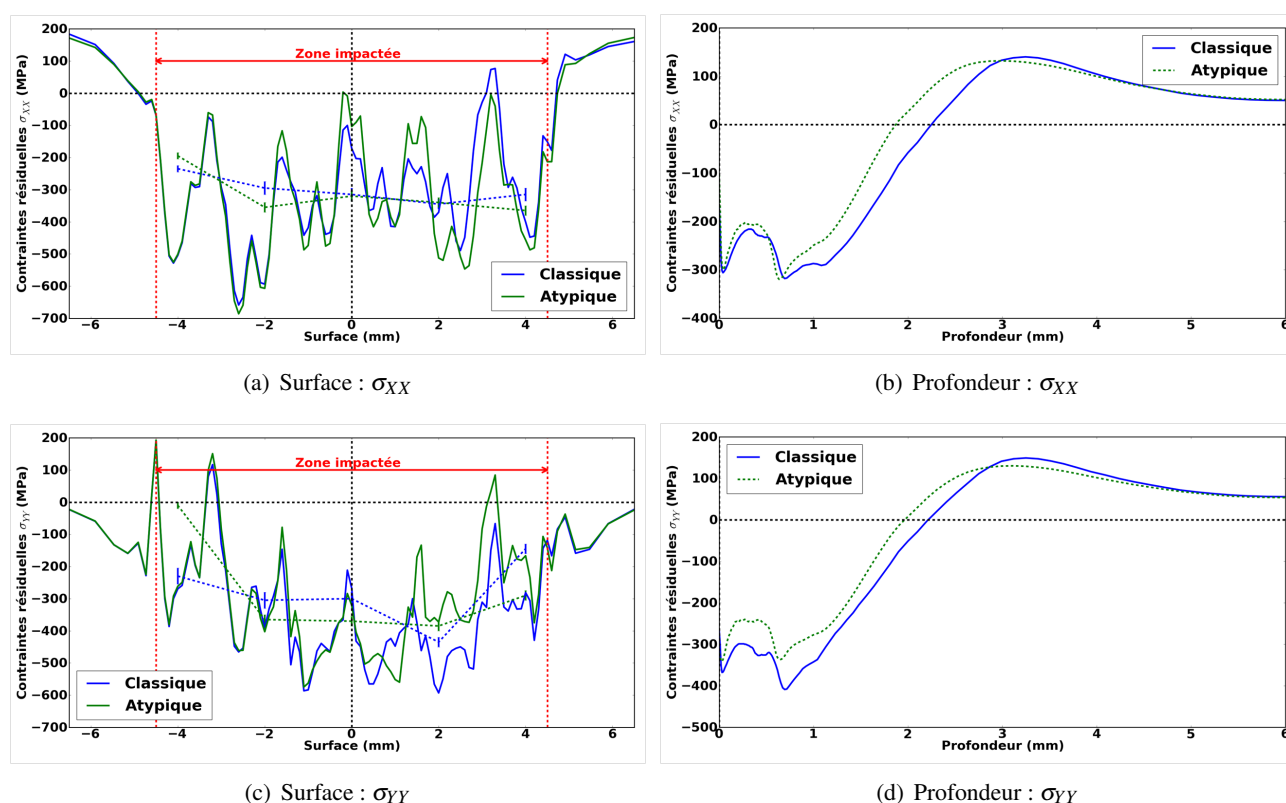 Contraintes résiduelles σXX (MPa)
200
100
0
−100
−200
−300
−400
−500
−600
−700
Zone impactée
Classique
Atypique
−6 −4 −2 0 2 4 6
Surface (mm)
(a) Surface : σXX
Contraintes résiduelles σXX (MPa)
200
100
0
−100
−200
−300
−400
Classique
Atypique
0 1 2 3 4 5 6
Profondeur (mm)
(b) Profondeur : σXX
Contraintes résiduelles σYY (MPa)
200
100
0
−100
−200
−300
−400
−500
−600
−700
Zone impactée
Classique
Atypique
−6 −4 −2 0 2 4 6
Surface (mm)
(c) Surface : σYY
Contraintes résiduelles σYY (MPa)
200
100
0
−100
−200
−300
−400
−500
Classique
Atypique
0 1 2 3 4 5 6
Profondeur (mm)
(d) Profondeur : σYY